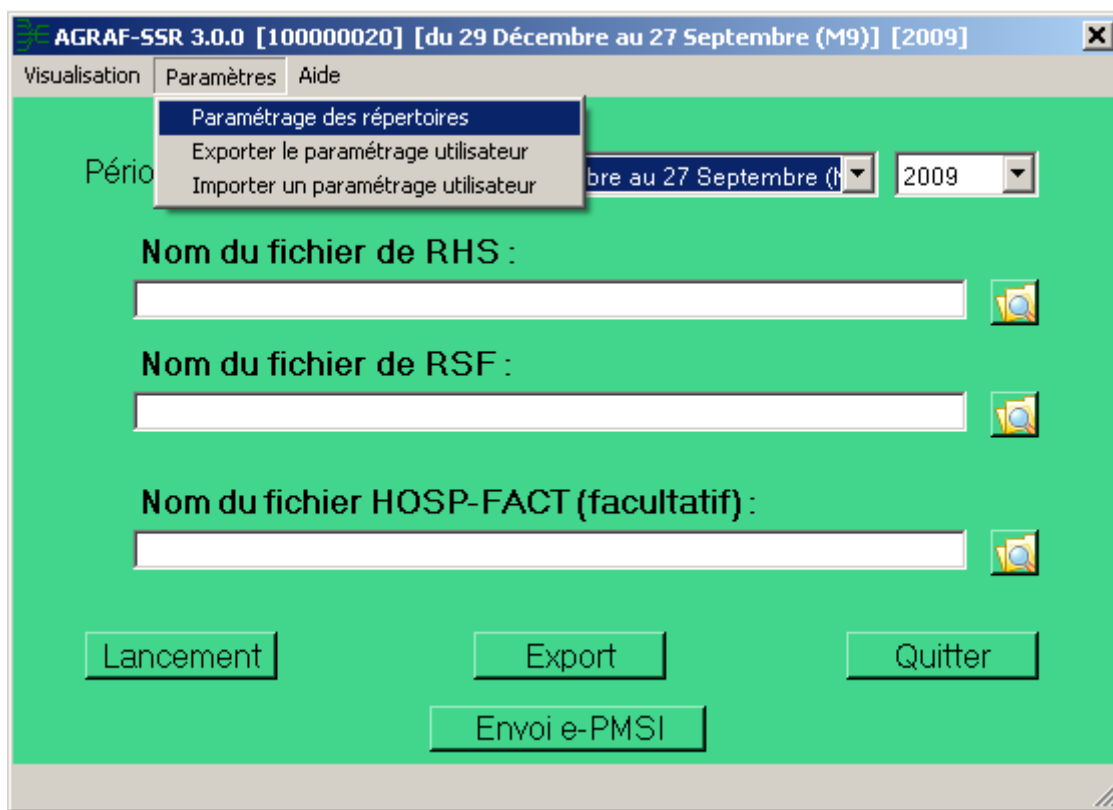 AGRAF-SSR 3.0.0 [100000020] [du 29 Décembre au 27 Septembre (M9)] [2009]
Visualisation Paramètres Aide
Paramétrage des répertoires
Exporter le paramétrage utilisateur
Importer un paramétrage utilisateur
au 27 Septembre ( 2009
Nom du fichier de RHS :
Nom du fichier de RSF :
Nom du fichier HOSP-FACT (facultatif) :
Lancement Export Quitter
Envoi e-PMSI